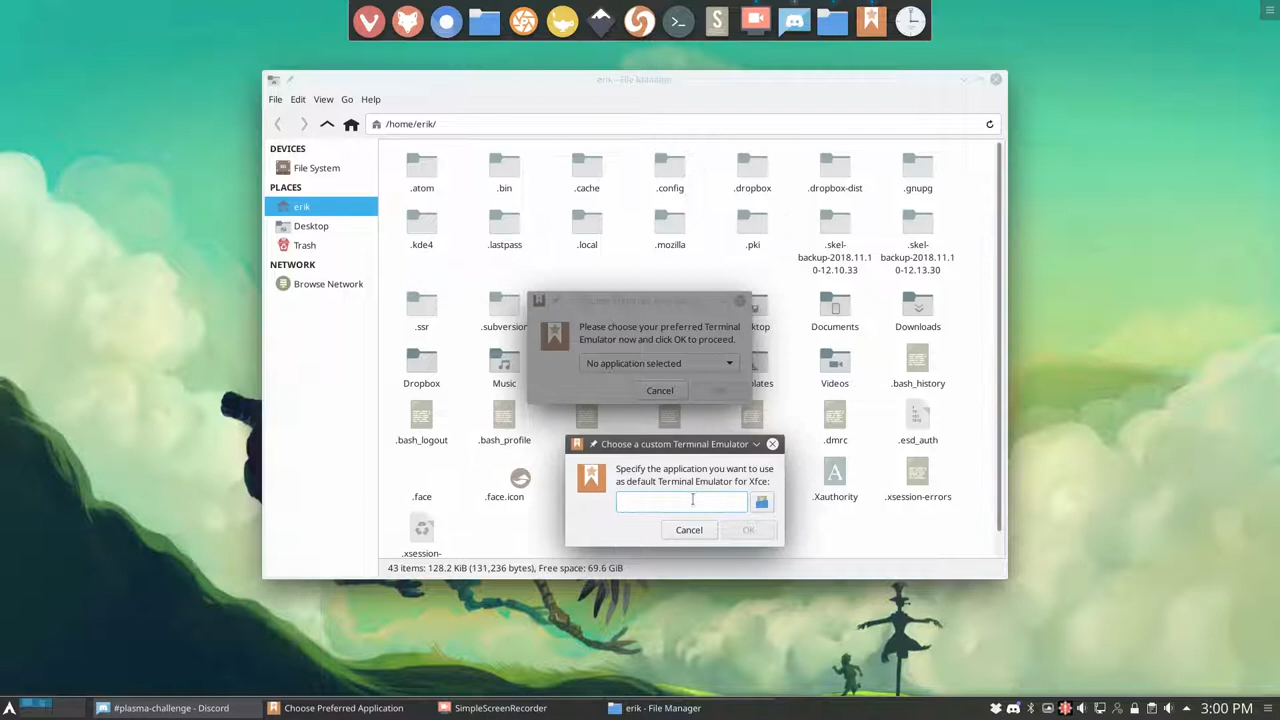 erik - File Manager
File Edit View Go Help
/home/erik/
DEVICES
File System
PLACES
erik
Desktop
Trash
NETWORK
Browse Network
.atom .bin .cache .config .dropbox .dropbox-dist .gnupg
.kde4 .lastpass .local .mozilla .pki .skel-backup-2018.11.10-12.10.33 .skel-backup-2018.11.10-12.13.30
.ssr .subversion Documents Downloads
Dropbox Music Videos .bash_history
.bash_logout .bash_profile .dmrc .esd_auth
.face .face.icon .Xauthority .xsession-errors
.xsession-
43 items: 128.2 KiB (131,236 bytes), Free space: 69.6 GiB
Please choose your preferred Terminal
Emulator now and click OK to proceed.
No application selected
Cancel
Choose a custom Terminal Emulator
Specify the application you want to use
as default Terminal Emulator for Xfce:
Cancel OK
#plasma-challenge - Discord Choose Preferred Application SimpleScreenRecorder erik - File Manager 3:00 PM